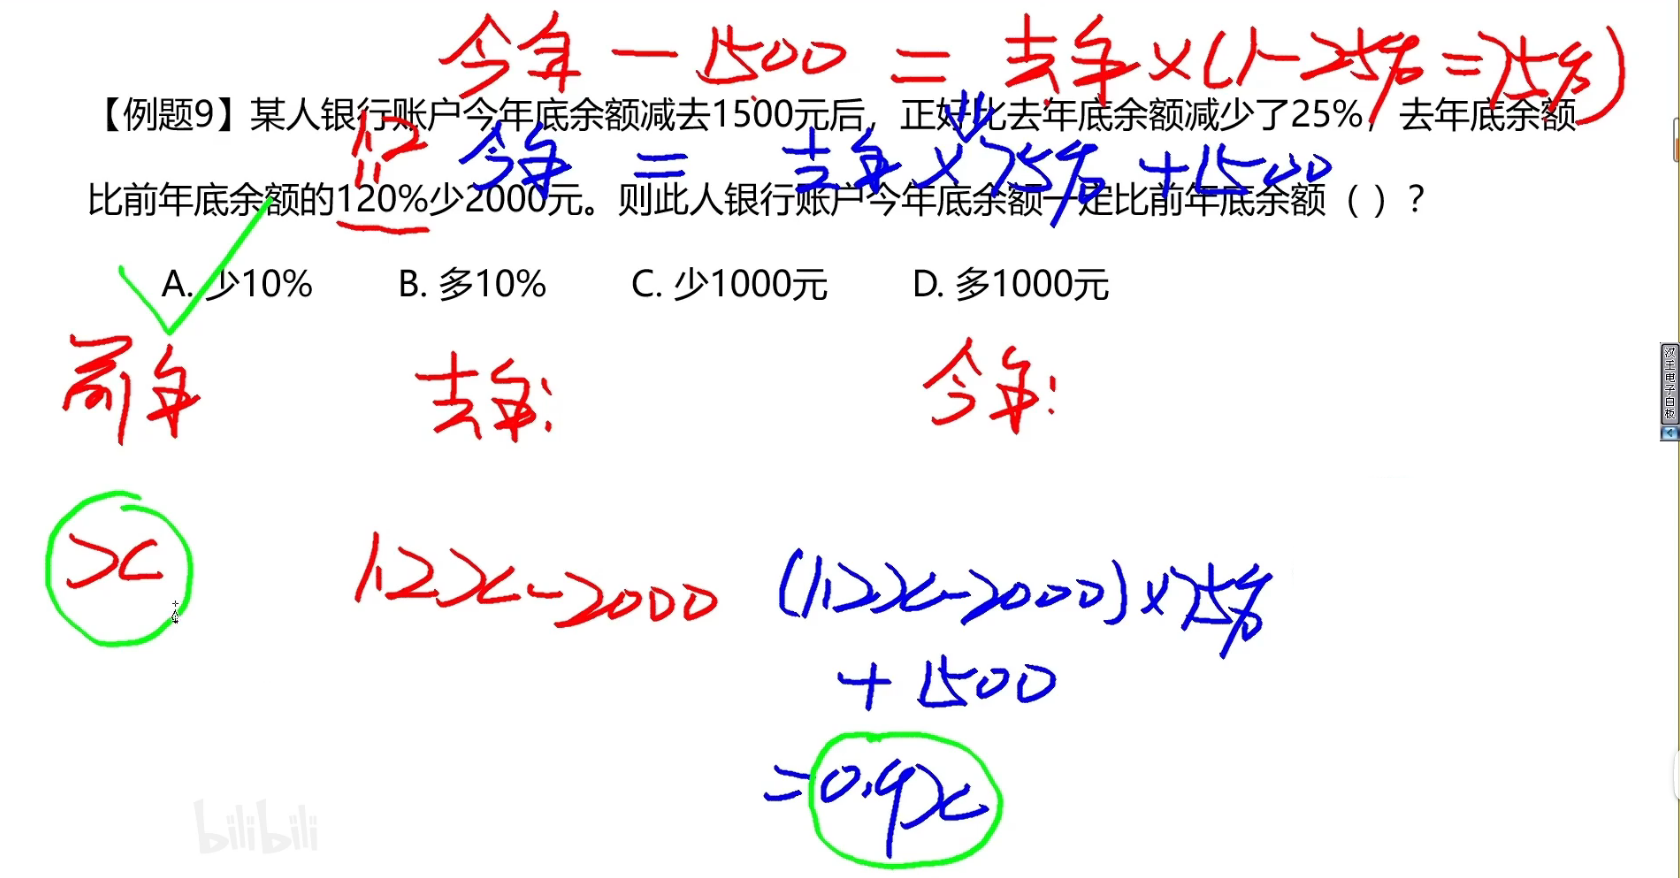 今年-1500=去年×(1-25%=75%)
【例题9】某人银行账户今年底余额减去1500元后，正好比去年底余额减少了25%，去年底余额
1.2 今年=去年×75%+1500
比前年底余额的120%少2000元。则此人银行账户今年底余额一定比前年底余额（ ）？
A. 少10% B. 多10% C. 少1000元 D. 多1000元
前年 去年: 今年:
x 1.2x-2000 (1.2x-2000)×75%
+1500
=0.9x
bilibili
汉王电子白板